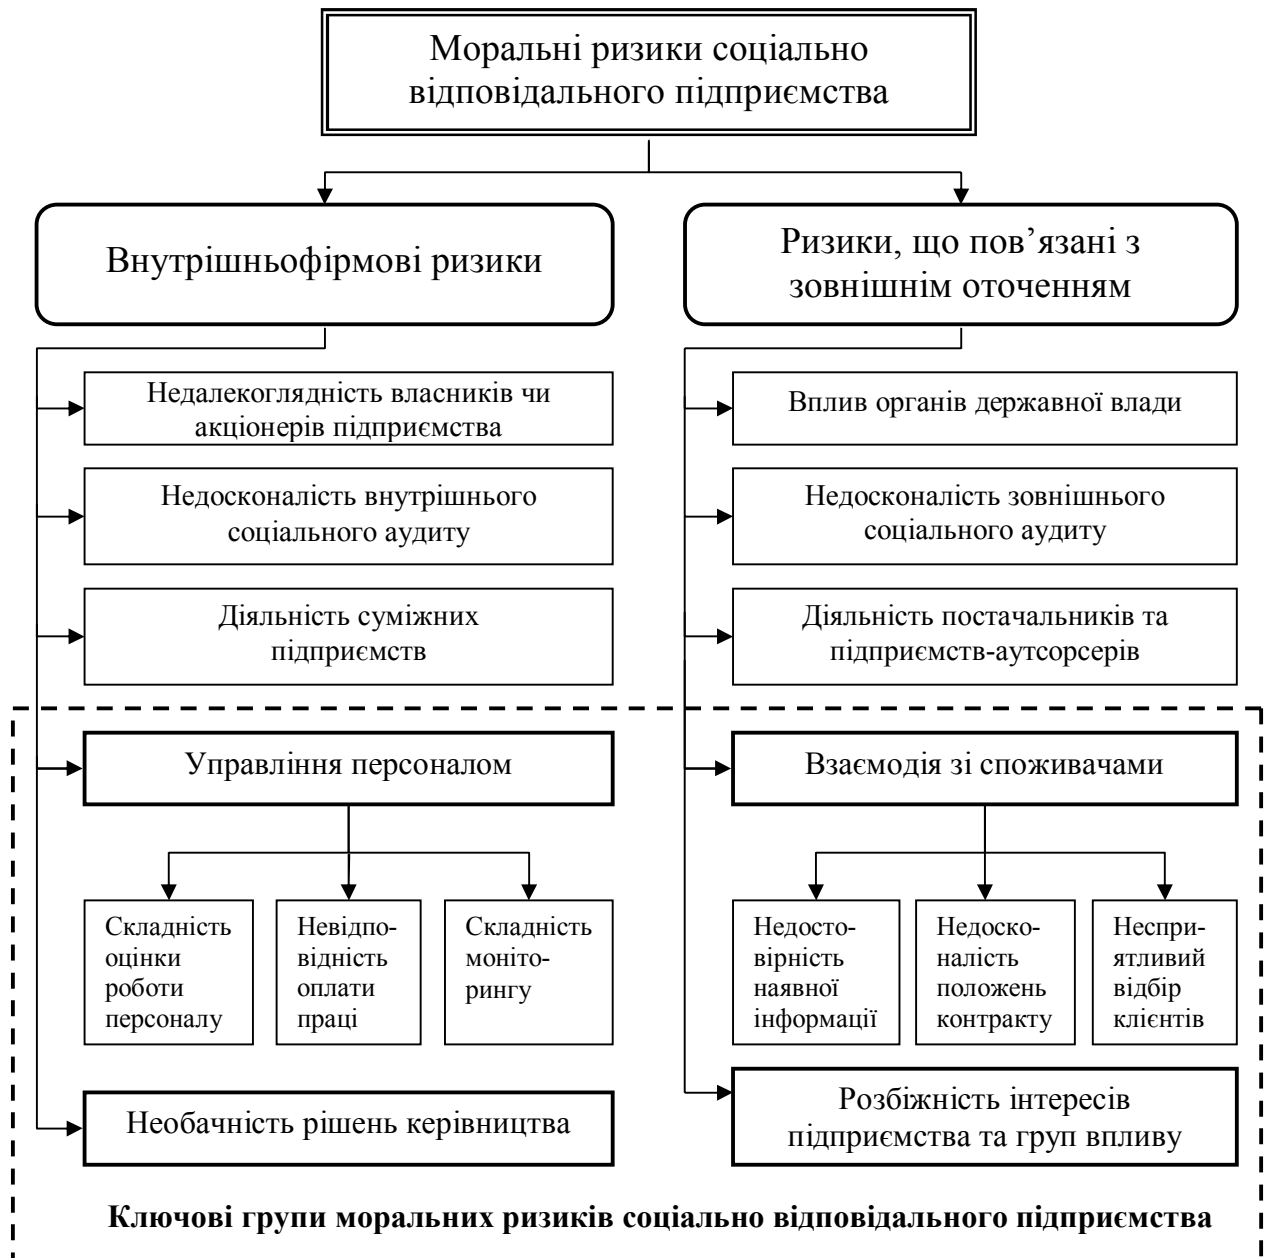 Моральні ризики соціально
відповідального підприємства
Внутрішньофірмові ризики
Ризики, що пов’язані з
зовнішнім оточенням
Недалекоглядність власників чи
акціонерів підприємства
Вплив органів державної влади
Недосконалість внутрішнього
соціального аудиту
Недосконалість зовнішнього
соціального аудиту
Діяльність суміжних
підприємств
Діяльність постачальників та
підприємств-аутсорсерів
Управління персоналом
Взаємодія зі споживачами
Складність
оцінки
роботи
персоналу
Невідпо-
відність
оплати
праці
Складність
моніто-
рингу
Недосто-
вірність
наявної
інформації
Недоско-
налість
положень
контракту
Неспри-
ятливий
відбір
клієнтів
Необачність рішень керівництва
Розбіжність інтересів
підприємства та груп впливу
Ключові групи моральних ризиків соціально відповідального підприємства